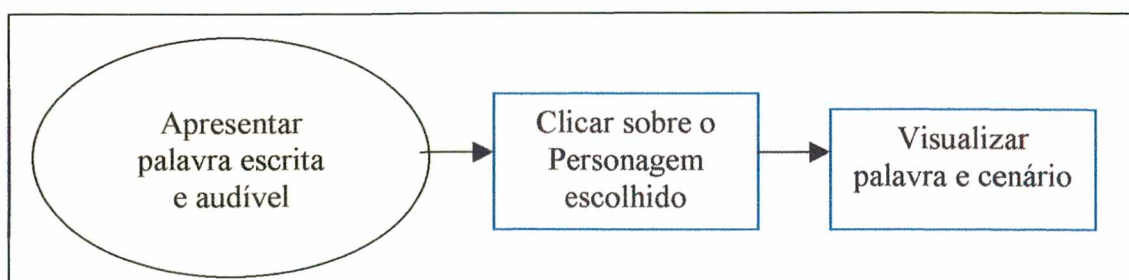 Apresentar
palavra escrita
e audível
Clicar sobre o
Personagem
escolhido
Visualizar
palavra e cenário